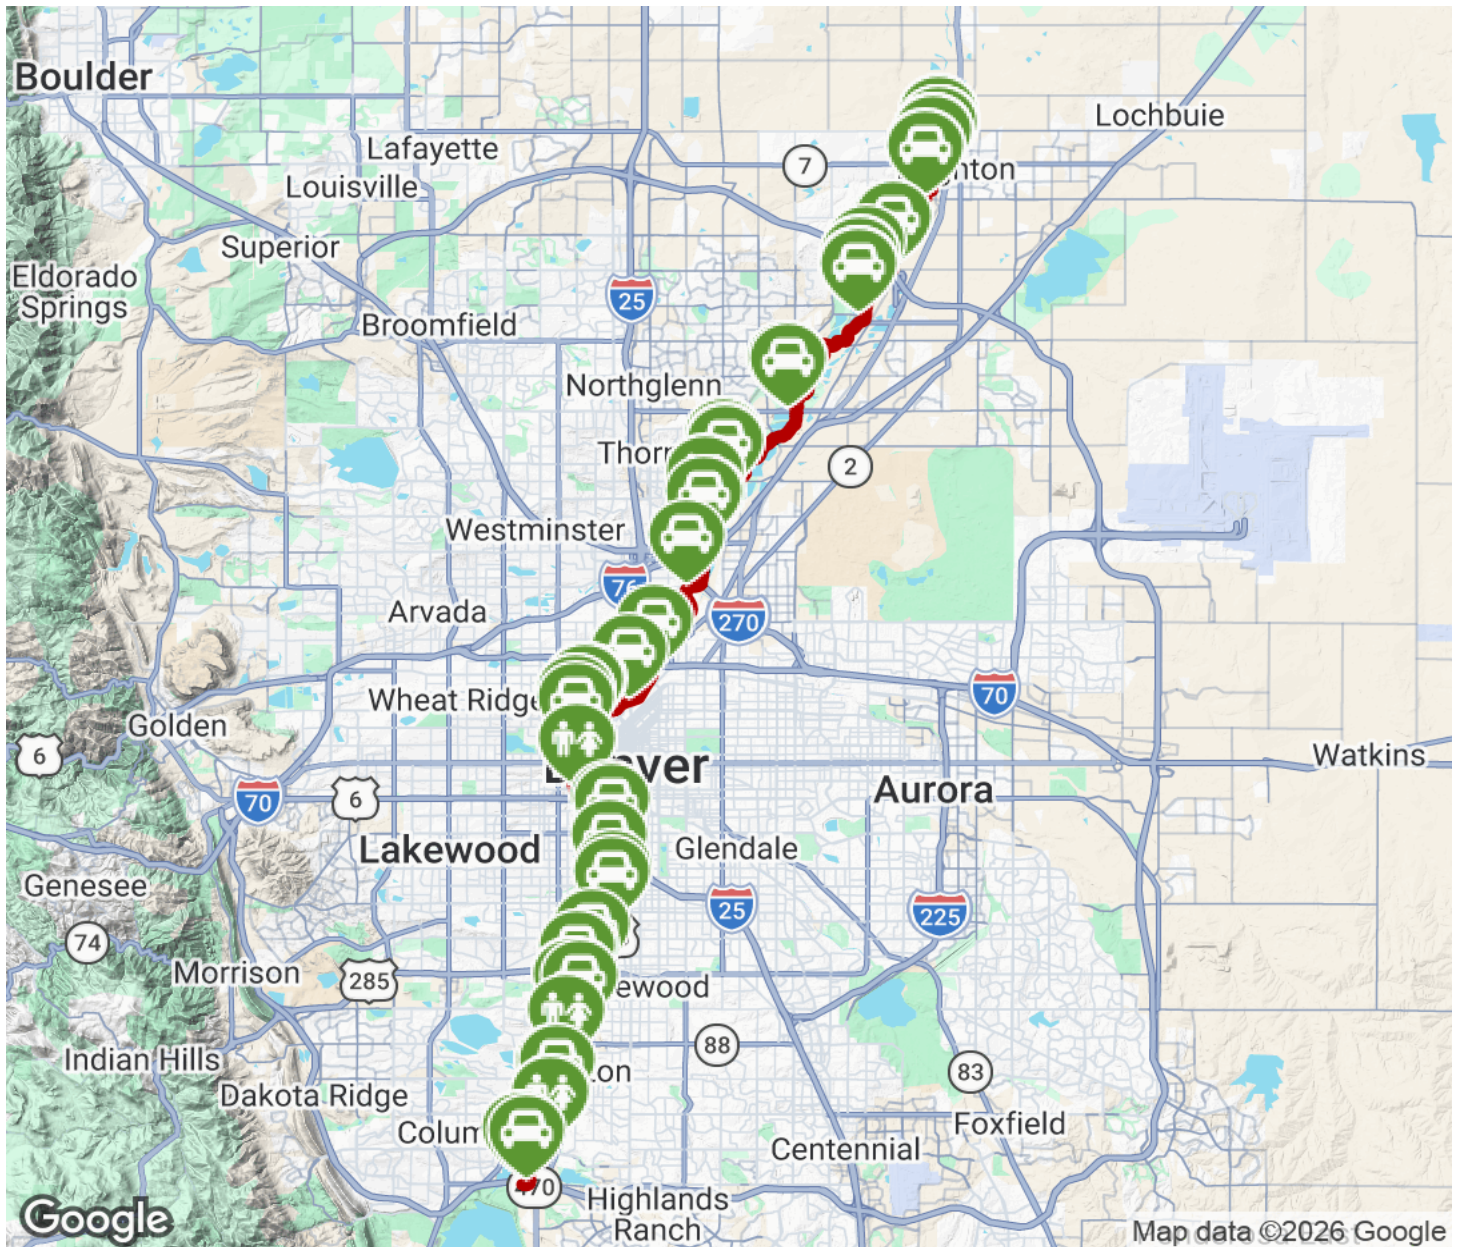 Boulder
Lochbuie
Lafayette
7
Louisville
Superior
Eldorado
Springs
25
Broomfield
Northglenn
2
Westminster
76
Arvada
270
70
Wheat Ridge
Golden
6
Watkins
70
6
Aurora
Lakewood
Glendale
Genesee
25
225
74
Morrison
285
88
Indian Hills
83
Dakota Ridge
Foxfield
Centennial
Highlands
Ranch
Google
Map data ©2026 Google